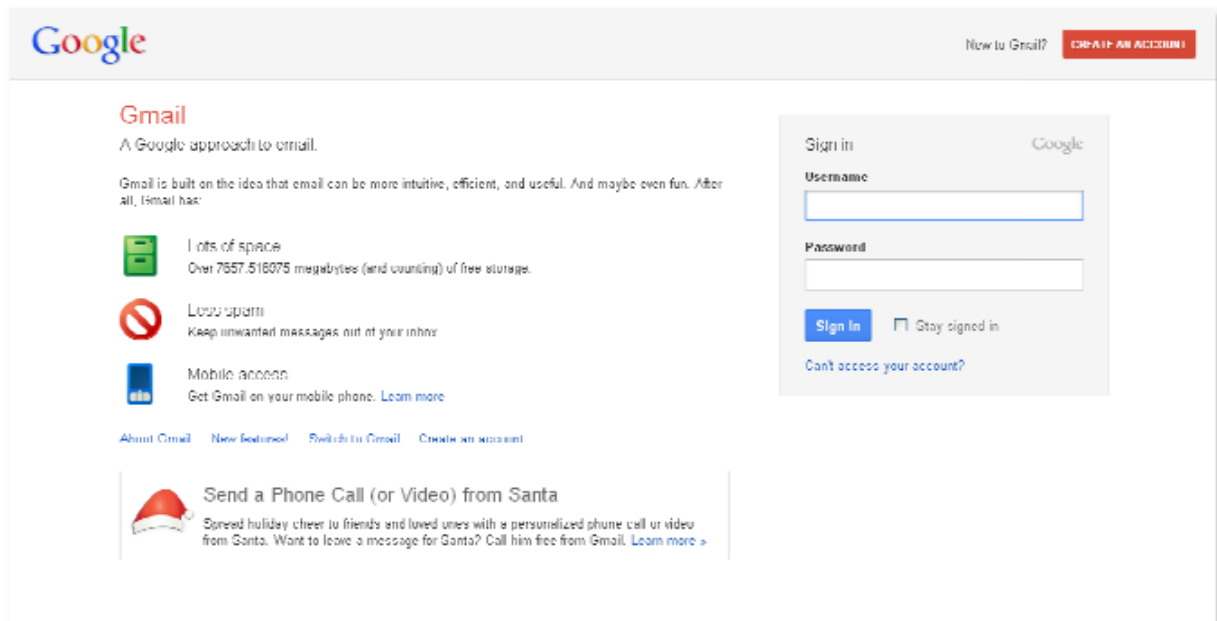 Google
New to Gmail? CREATE AN ACCOUNT
Gmail
A Google approach to email.
Gmail is built on the idea that email can be more intuitive, efficient, and useful. And maybe even fun. After
all, Gmail has:
Lots of space
Over 7657.516975 megabytes (and counting) of free storage.
Less spam
Keep unwanted messages out of your inbox
Mobile access
Get Gmail on your mobile phone. Learn more
About Gmail New features! Switch to Gmail Create an account
Send a Phone Call (or Video) from Santa
Spread holiday cheer to friends and loved ones with a personalized phone call or video
from Santa. Want to leave a message for Santa? Call him free from Gmail. Learn more »
Sign in Google
Username
Password
Sign In Stay signed in
Can't access your account?